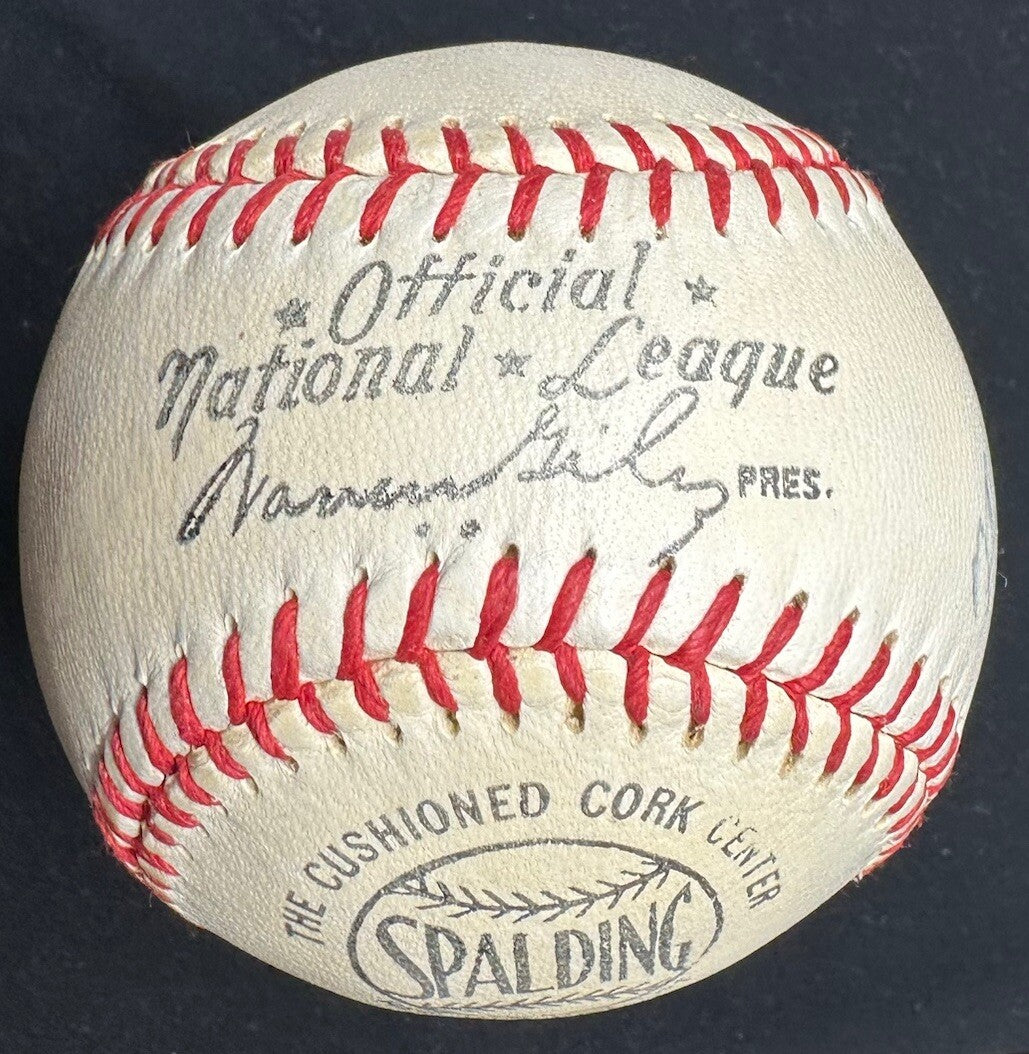 ★ Official ★
National ★ League
Warren Giles PRES.
THE CUSHIONED CORK CENTER
SPALDING